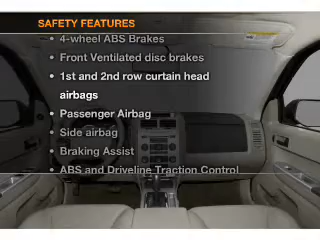 SAFETY FEATURES
• 4-wheel ABS Brakes
• Front Ventilated disc brakes
• 1st and 2nd row curtain head
airbags
• Passenger Airbag
• Side airbag
• Braking Assist
• ABS and Driveline Traction Control